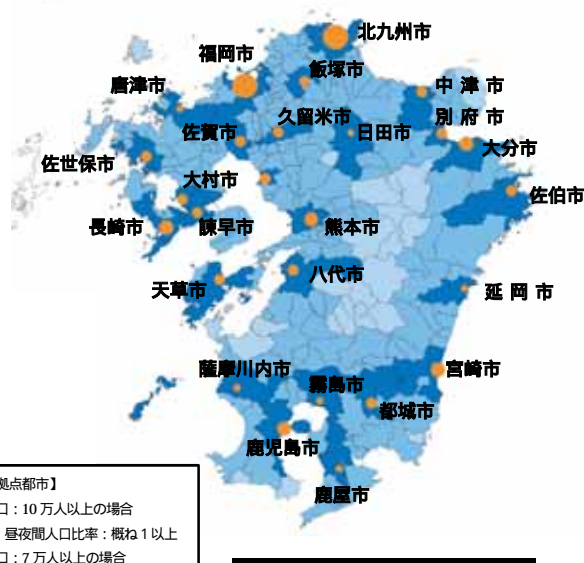 北九州市
福岡市
飯塚市
唐津市
中津市
久留米市
別府市
佐賀市
日田市
大分市
佐世保市
大村市
佐伯市
長崎市
諫早市
熊本市
八代市
天草市
延岡市
薩摩川内市
霧島市
宮崎市
都城市
鹿児島市
鹿屋市
拠点都市】
口:10万人以上の場合
昼夜間人口比率:概ね1以上
口:7万人以上の場合